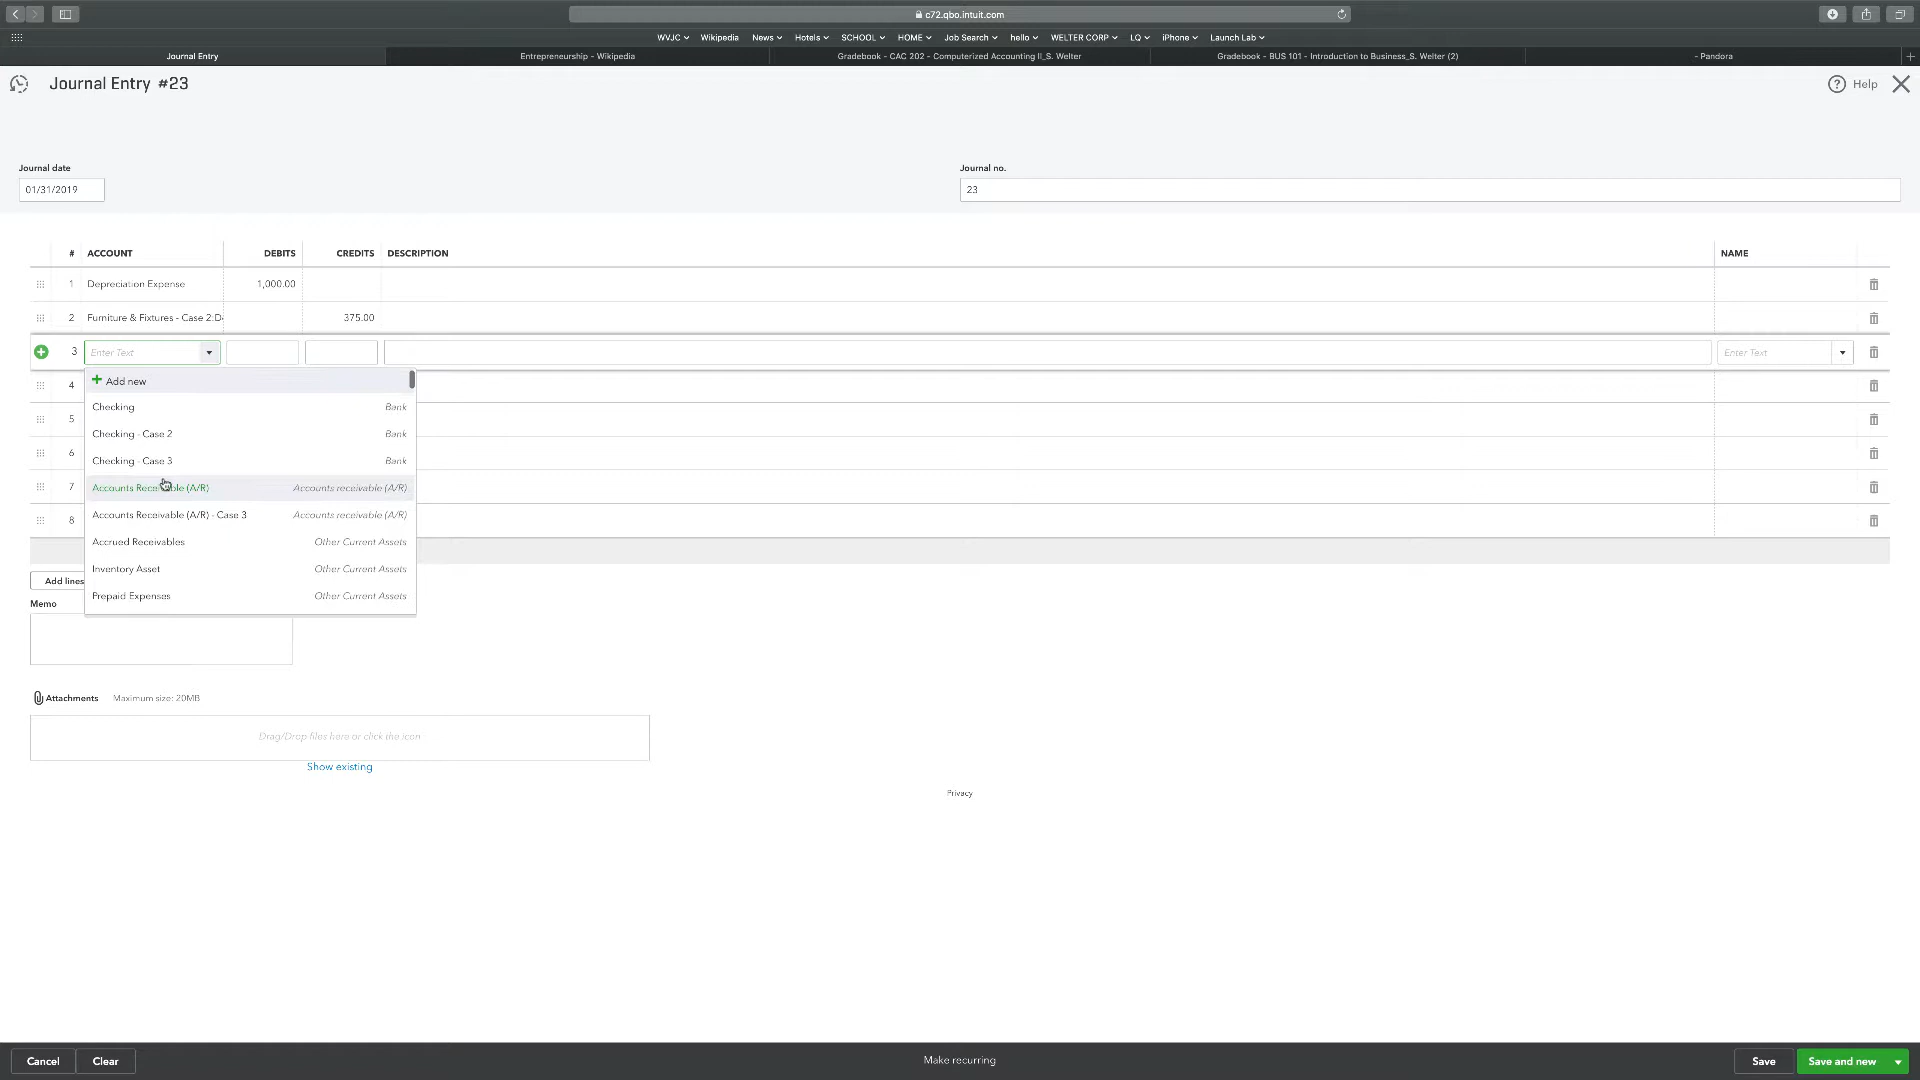 c72.qbo.intuit.com
WVJC Wikipedia News Hotels SCHOOL HOME Job Search hello WELTER CORP LQ iPhone Launch Lab
Journal Entry Entrepreneurship - Wikipedia Gradebook - CAC 202 - Computerized Accounting II_S. Welter Gradebook - BUS 101 - Introduction to Business_S. Welter (2) - Pandora
Journal Entry #23 Help
Journal date Journal no.
01/31/2019 23
# ACCOUNT DEBITS CREDITS DESCRIPTION NAME
1 Depreciation Expense 1,000.00
2 Furniture & Fixtures - Case 2:D 375.00
3 Enter Text Enter Text
Add new
4
Checking Bank
5
Checking - Case 2 Bank
6
Checking - Case 3 Bank
7
Accounts Receivable (A/R) Accounts receivable (A/R)
8
Accounts Receivable (A/R) - Case 3 Accounts receivable (A/R)
Accrued Receivables Other Current Assets
Inventory Asset Other Current Assets
Add lines
Prepaid Expenses Other Current Assets
Memo
Attachments Maximum size: 20MB
Drag/Drop files here or click the icon
Show existing
Privacy
Cancel Clear Make recurring Save Save and new